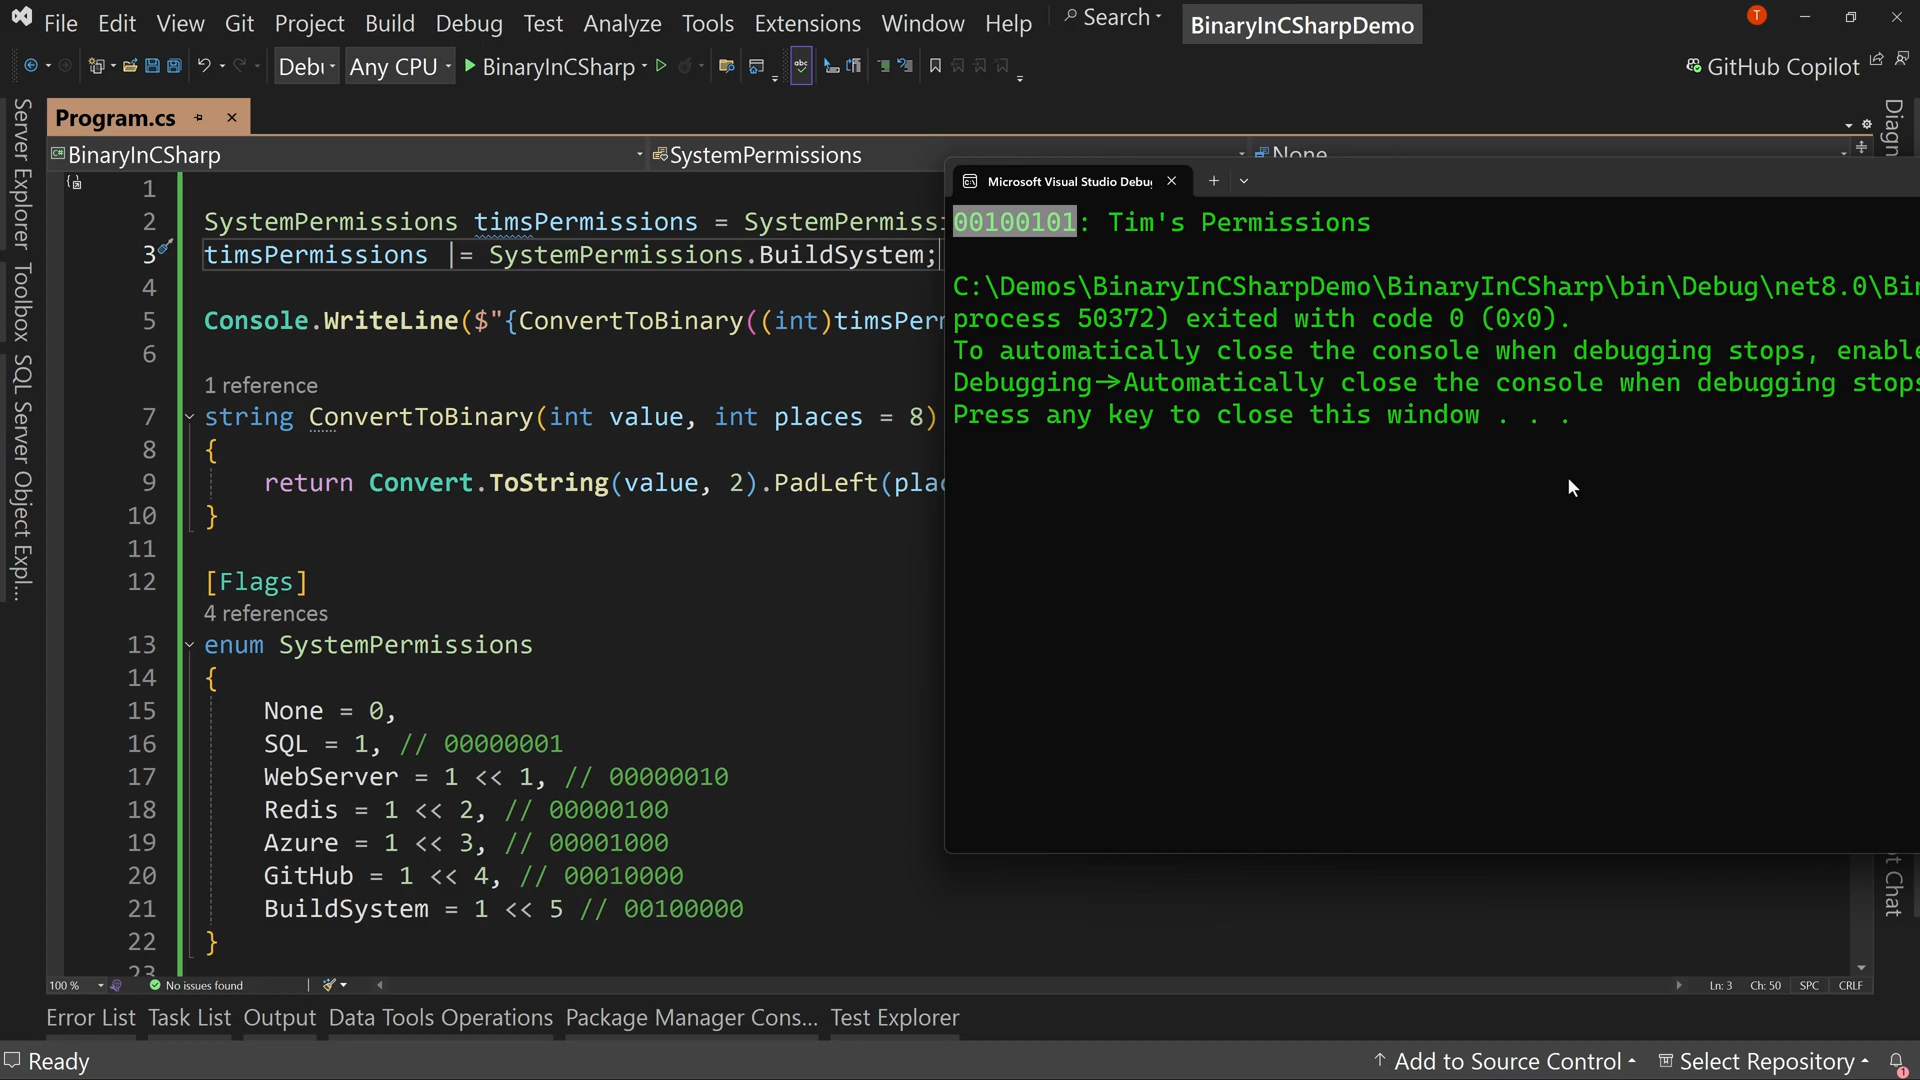 File Edit View Git Project Build Debug Test Analyze Tools Extensions Window Help Search BinaryInCSharpDemo
Any CPU BinaryInCSharp GitHub Copilot
Server Explorer
Toolbox
SQL Server Object Expl...
Program.cs
BinaryInCSharp SystemPermissions None
1
2 SystemPermissions timsPermissions = SystemPermissi
3 timsPermissions |= SystemPermissions.BuildSystem;
4
5 Console.WriteLine($"{ConvertToBinary((int)timsPerm
6
1 reference
7 string ConvertToBinary(int value, int places = 8)
8 {
9 return Convert.ToString(value, 2).PadLeft(plac
10 }
11
12 [Flags]
4 references
13 enum SystemPermissions
14 {
15 None = 0,
16 SQL = 1, // 00000001
17 WebServer = 1 << 1, // 00000010
18 Redis = 1 << 2, // 00000100
19 Azure = 1 << 3, // 00001000
20 GitHub = 1 << 4, // 00010000
21 BuildSystem = 1 << 5 // 00100000
22 }
23
Microsoft Visual Studio Debu
00100101: Tim's Permissions
C:\Demos\BinaryInCSharpDemo\BinaryInCSharp\bin\Debug\net8.0\Bin
process 50372) exited with code 0 (0x0).
To automatically close the console when debugging stops, enable
Debugging->Automatically close the console when debugging stops
Press any key to close this window . . .
100 % No issues found Ln: 3 Ch: 50 SPC CRLF
Error List Task List Output Data Tools Operations Package Manager Cons... Test Explorer
Ready Add to Source Control Select Repository 1